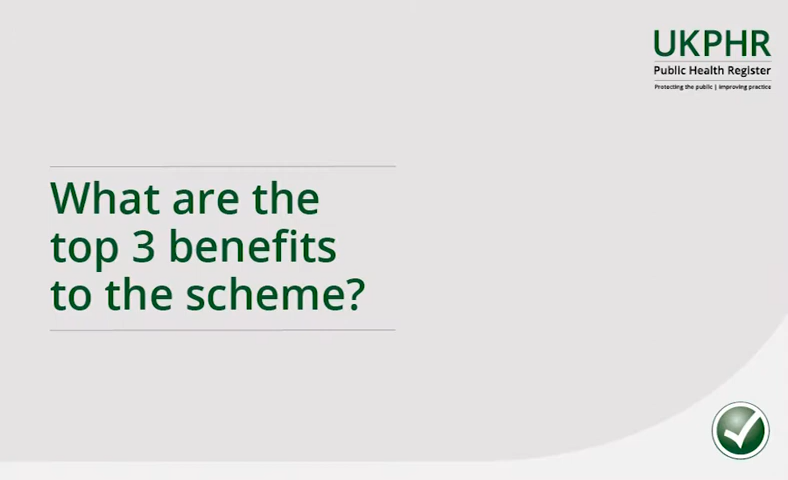 UKPHR
Public Health Register
Protecting the public | Improving practice
What are the
top 3 benefits
to the scheme?